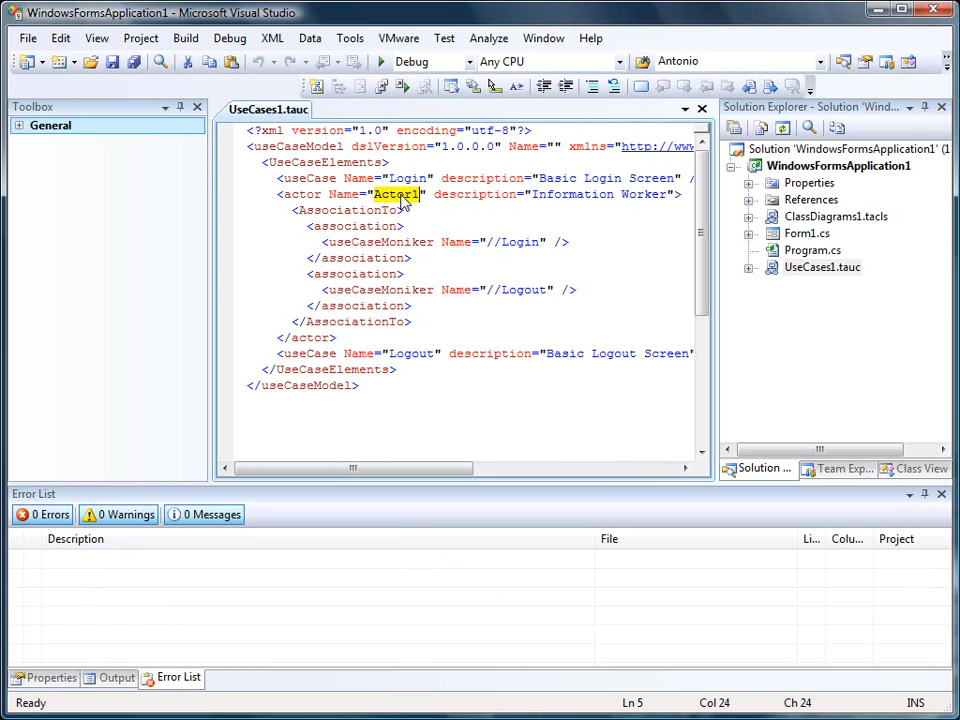 WindowsFormsApplication1 - Microsoft Visual Studio
File Edit View Project Build Debug XML Data Tools VMware Test Analyze Window Help
Debug Any CPU Antonio
Toolbox
General
UseCases1.tauc
<?xml version="1.0" encoding="utf-8"?>
<useCaseModel dslVersion="1.0.0.0" Name="" xmlns="http://www
<UseCaseElements>
<useCase Name="Login" description="Basic Login Screen" /
<actor Name="Actor1" description="Information Worker">
<AssociationTo>
<association>
<useCaseMoniker Name="//Login" />
</association>
<association>
<useCaseMoniker Name="//Logout" />
</association>
</AssociationTo>
</actor>
<useCase Name="Logout" description="Basic Logout Screen"
</UseCaseElements>
</useCaseModel>
Solution Explorer - Solution 'Wind...
Solution 'WindowsFormsApplication1' (1
WindowsFormsApplication1
Properties
References
ClassDiagrams1.tacls
Form1.cs
Program.cs
UseCases1.tauc
Solution ... Team Exp... Class View
Error List
0 Errors 0 Warnings 0 Messages
Description File Li... Colu... Project
Properties Output Error List
Ready Ln 5 Col 24 Ch 24 INS